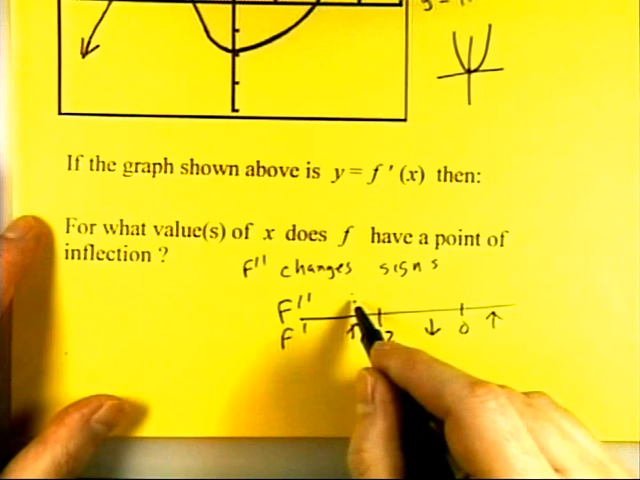 If the graph shown above is y = f ' (x) then:
For what value(s) of x does f have a point of
inflection ?
f'' changes signs
F''
F' ↑ ↓ 0 ↑